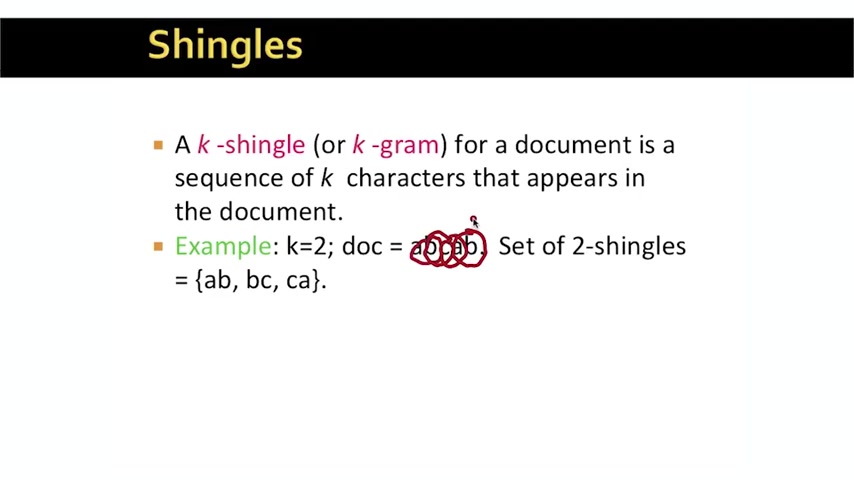 Shingles
▪ A k -shingle (or k -gram) for a document is a
sequence of k characters that appears in
the document.
▪ Example: k=2; doc = abcab. Set of 2-shingles
= {ab, bc, ca}.